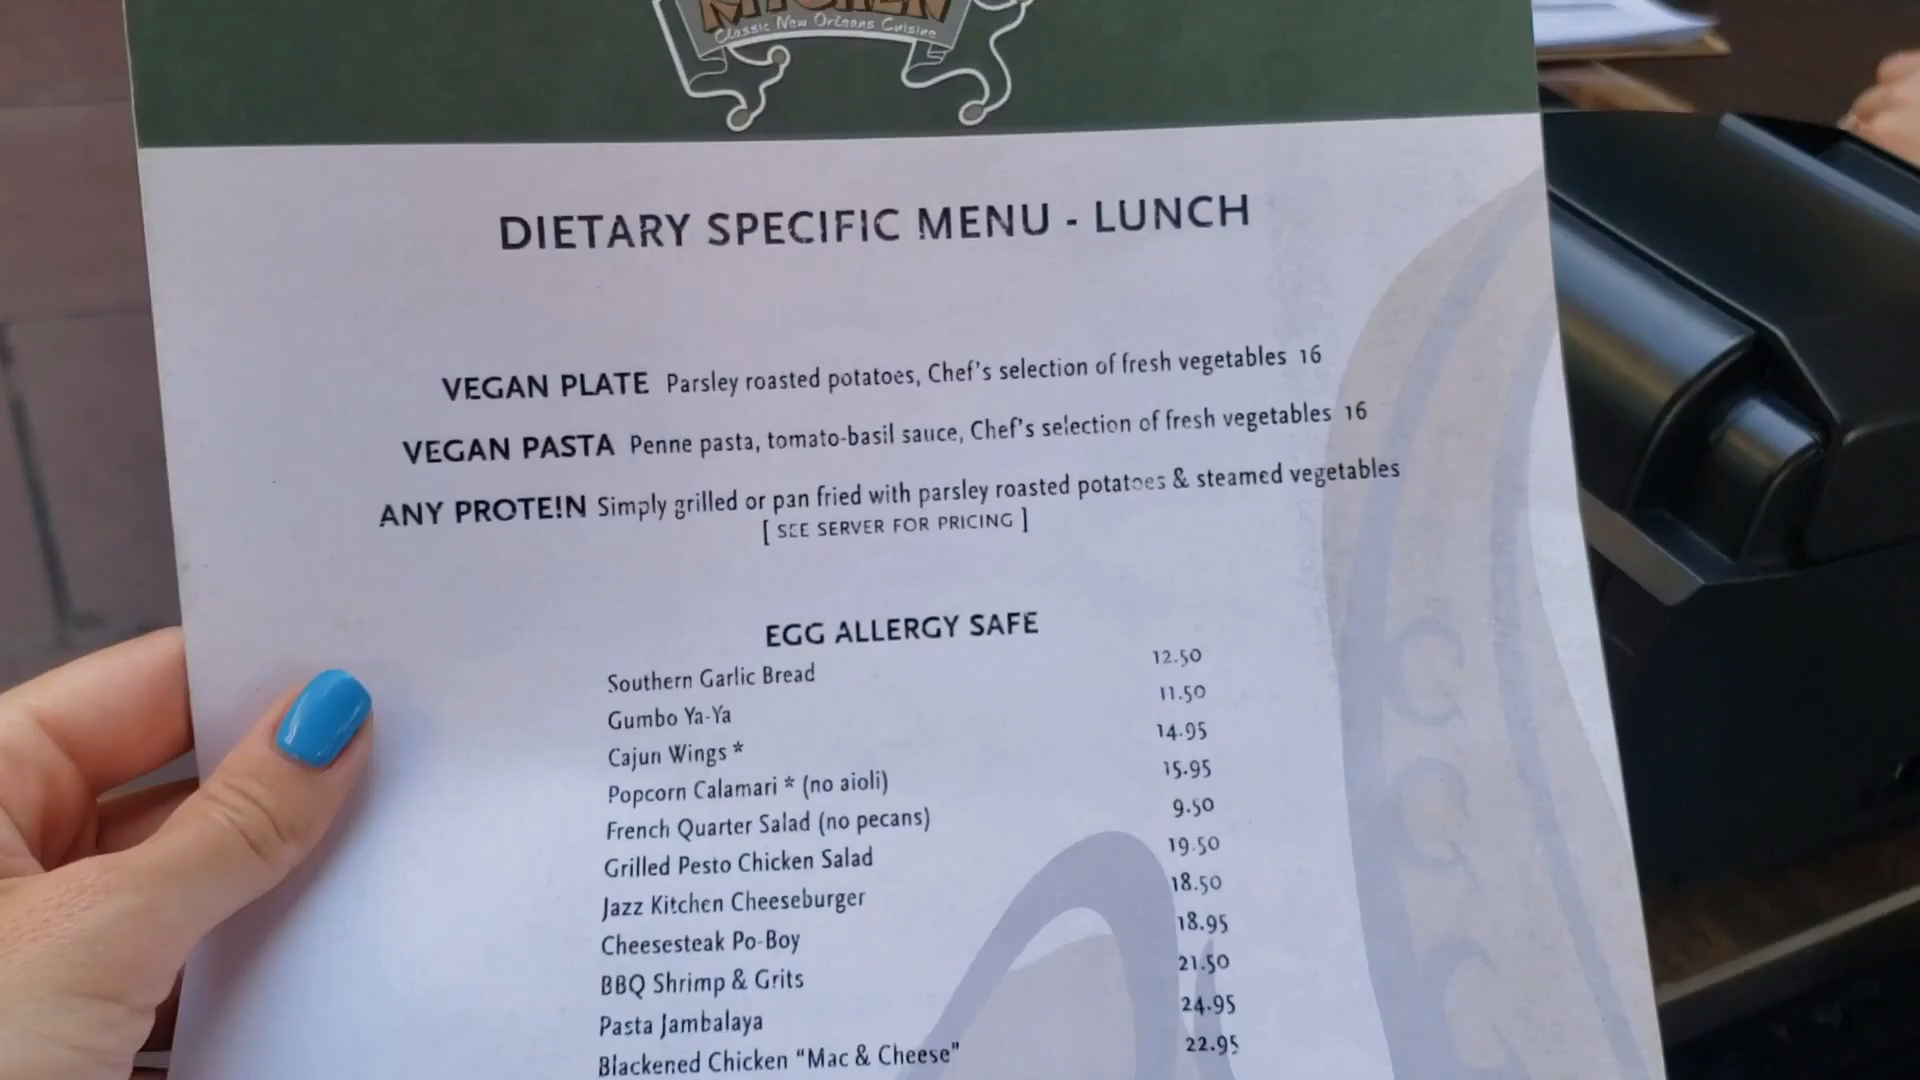 KITCHEN
Classic New Orleans Cuisine
DIETARY SPECIFIC MENU - LUNCH
VEGAN PLATE Parsley roasted potatoes, Chef's selection of fresh vegetables 16
VEGAN PASTA Penne pasta, tomato-basil sauce, Chef's selection of fresh vegetables 16
ANY PROTEIN Simply grilled or pan fried with parsley roasted potatoes & steamed vegetables
[ SEE SERVER FOR PRICING ]
EGG ALLERGY SAFE
Southern Garlic Bread 12.50
Gumbo Ya-Ya 11.50
Cajun Wings * 14.95
Popcorn Calamari * (no aioli) 15.95
French Quarter Salad (no pecans) 9.50
Grilled Pesto Chicken Salad 19.50
Jazz Kitchen Cheeseburger 18.50
Cheesesteak Po-Boy 18.95
BBQ Shrimp & Grits 21.50
Pasta Jambalaya 24.95
Blackened Chicken "Mac & Cheese" 22.95